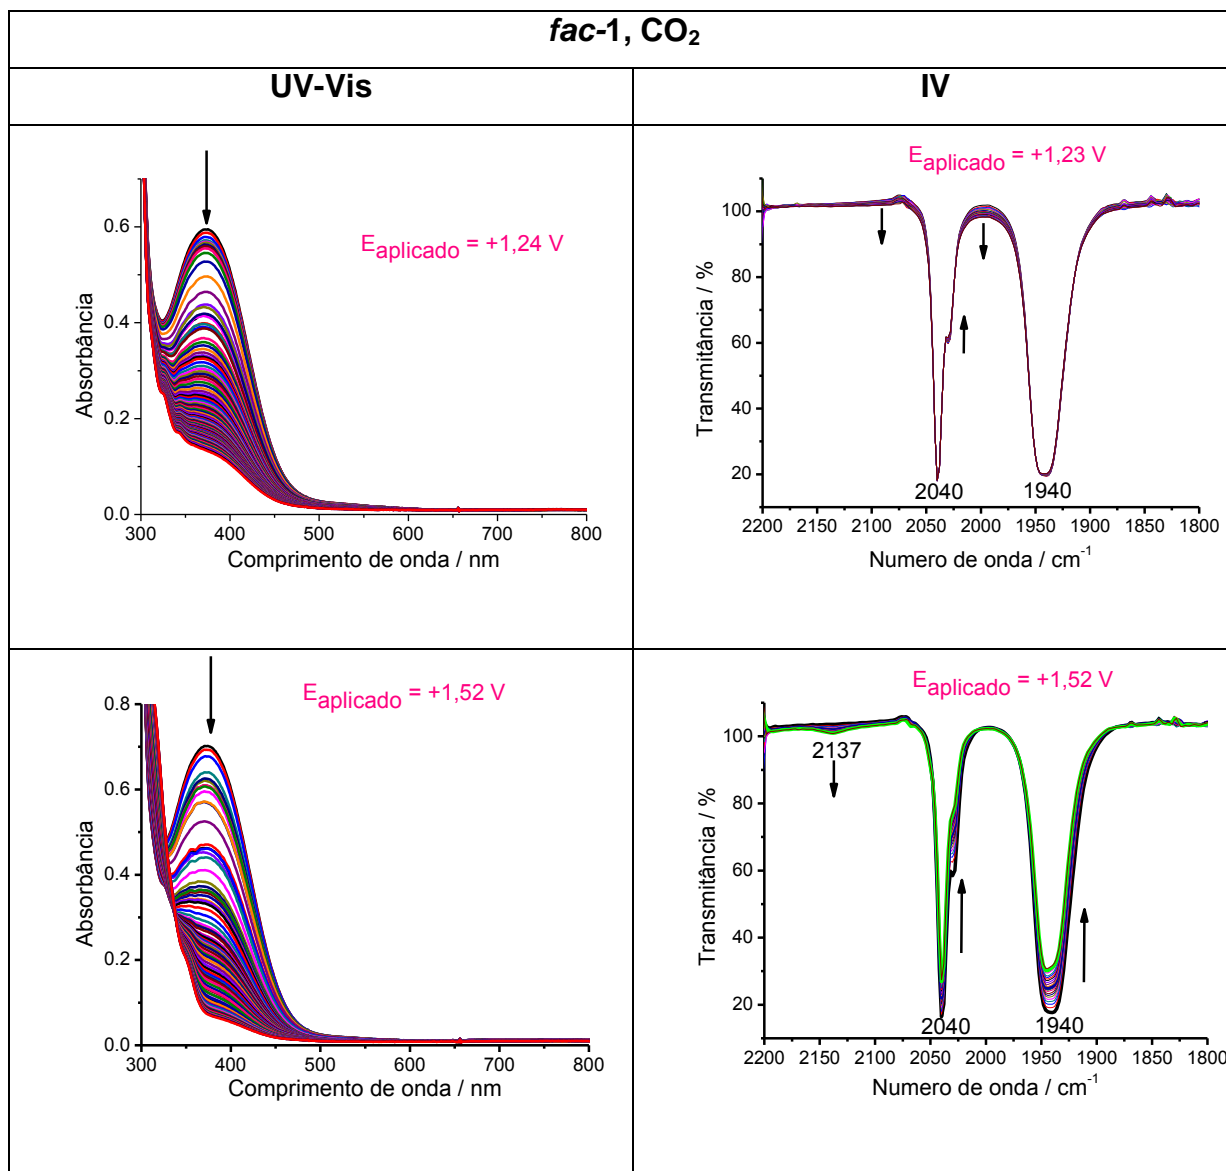 fac-1, CO2
UV-Vis
IV
Eaplicado = +1,24 V
Absorbância
0.6
0.4
0.2
0.0
300 400 500 600 700 800
Comprimento de onda / nm
Eaplicado = +1,23 V
Transmitância / %
100
80
60
40
20
2040 1940
2200 2150 2100 2050 2000 1950 1900 1850 1800
Numero de onda / cm-1
Eaplicado = +1,52 V
Absorbância
0.8
0.6
0.4
0.2
0.0
300 400 500 600 700 800
Comprimento de onda / nm
Eaplicado = +1,52 V
Transmitância / %
100
80
60
40
20
2137
2040 1940
2200 2150 2100 2050 2000 1950 1900 1850 1800
Numero de onda / cm-1